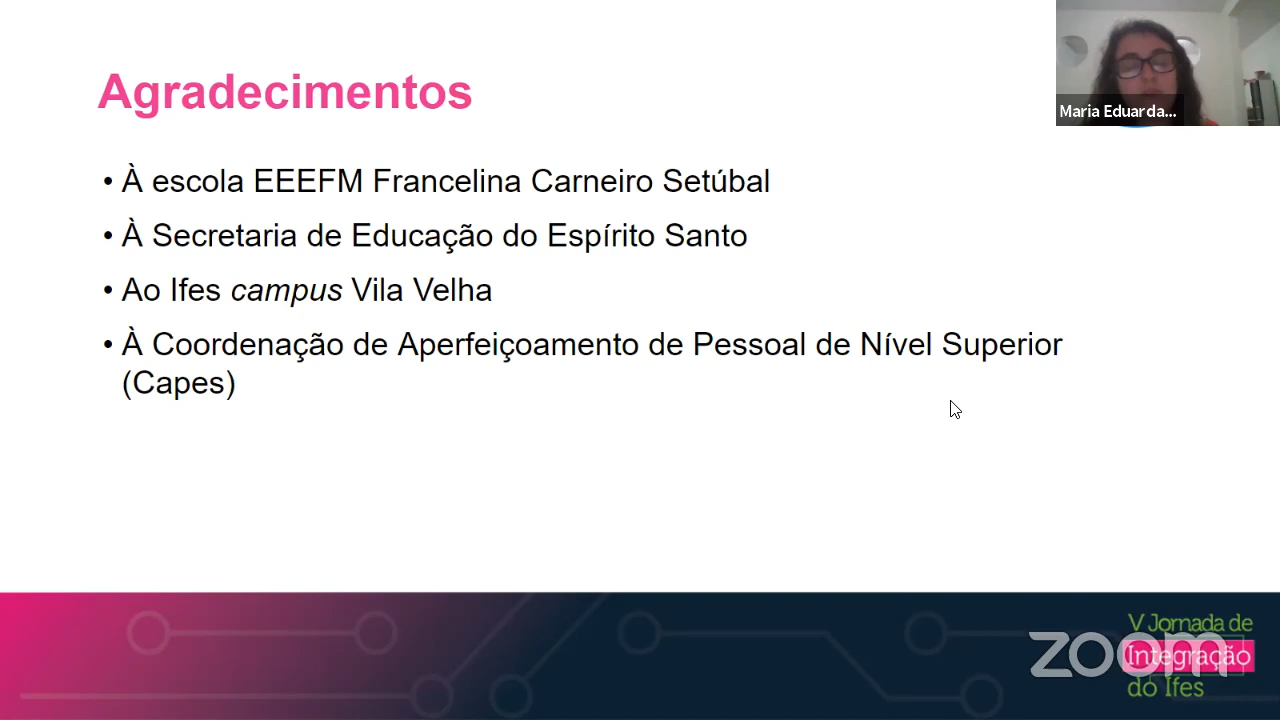 Agradecimentos
Maria Eduarda...
• À escola EEEFM Francelina Carneiro Setúbal
• À Secretaria de Educação do Espírito Santo
• Ao Ifes campus Vila Velha
• À Coordenação de Aperfeiçoamento de Pessoal de Nível Superior
(Capes)
V Jornada de
zoom
Integração
do Ifes